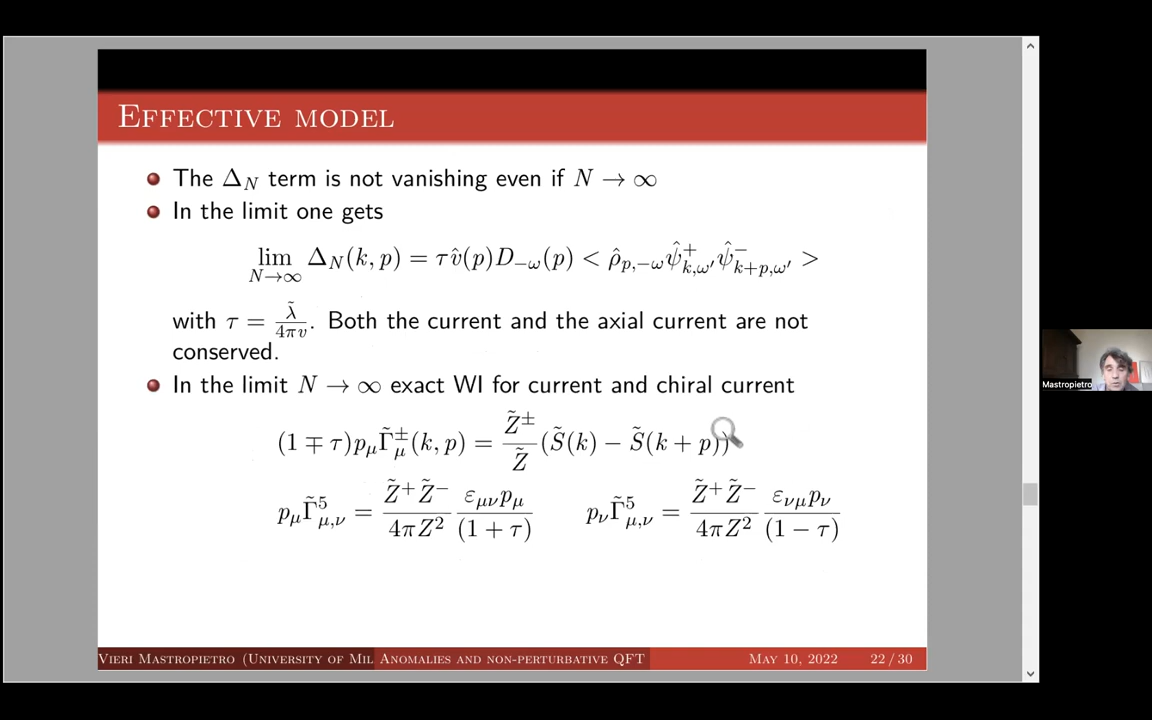 EFFECTIVE MODEL
The Δ_N term is not vanishing even if N → ∞
In the limit one gets
lim_{N→∞} Δ_N(k, p) = τ v̂(p) D_{−ω}(p) < ρ̂_{p,−ω} ψ̂^+_{k,ω′} ψ̂^−_{k+p,ω′} >
with τ = λ̃/4πv. Both the current and the axial current are not
conserved.
In the limit N → ∞ exact WI for current and chiral current
(1 ∓ τ)p_μ Γ̃^±_μ(k, p) = Z̃^±/Z̃ (S̃(k) − S̃(k + p))
p_μ Γ̃^5_{μ,ν} = Z̃^+ Z̃^−/4πZ^2 ε_{μν}p_μ/(1 + τ) p_ν Γ̃^5_{μ,ν} = Z̃^+ Z̃^−/4πZ^2 ε_{νμ}p_ν/(1 − τ)
Mastropietro
VIERI MASTROPIETRO (UNIVERSITY OF MIL ANOMALIES AND NON-PERTURBATIVE QFT MAY 10, 2022 22 / 30